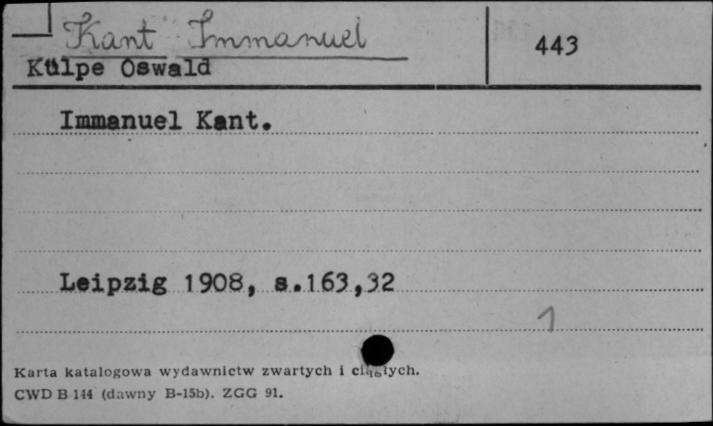 Kant Immanuel
443
Külpe Oswald
Immanuel Kant.
Leipzig 1908, s.163,32
1
Karta katalogowa wydawnictw zwartych i ciągłych.
CWD B 144 (dawny B-15b). ZGG 91.